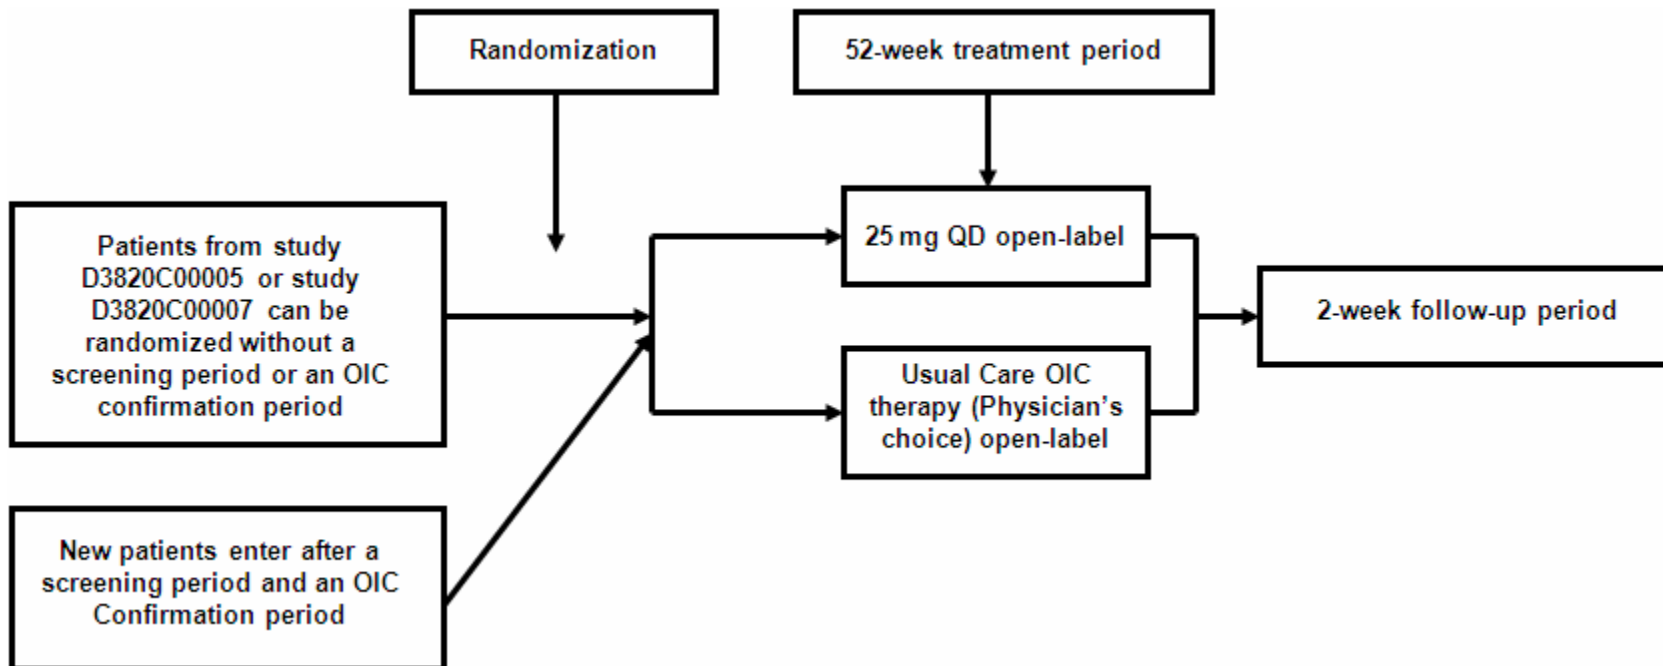 Randomization
52-week treatment period
Patients from study
D3820C00005 or study
D3820C00007 can be
randomized without a
screening period or an OIC
confirmation period
25 mg QD open-label
2-week follow-up period
Usual Care OIC
therapy (Physician's
choice) open-label
New patients enter after a
screening period and an OIC
Confirmation period